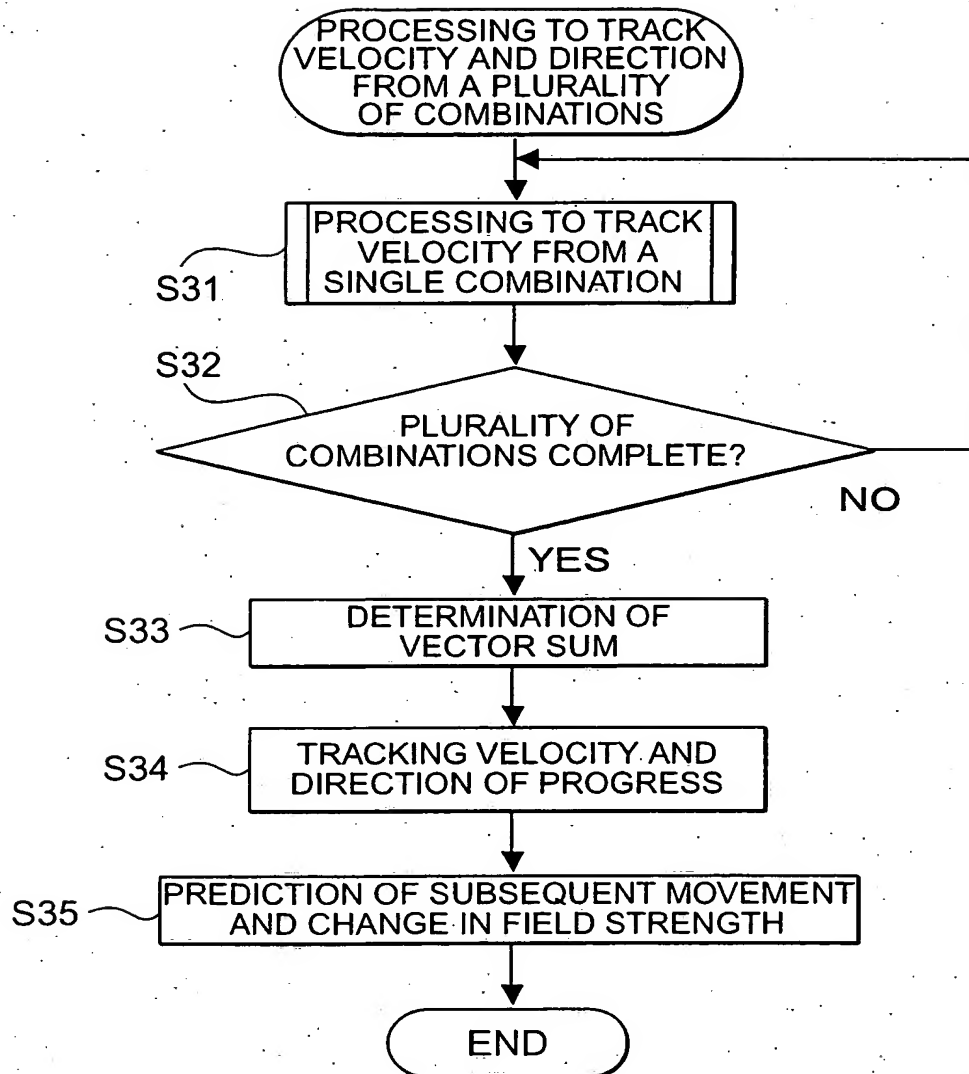 PROCESSING TO TRACK
VELOCITY AND DIRECTION
FROM A PLURALITY
OF COMBINATIONS
PROCESSING TO TRACK
VELOCITY FROM A
SINGLE COMBINATION
S31
S32
PLURALITY OF
COMBINATIONS COMPLETE?
NO
YES
S33
DETERMINATION OF
VECTOR SUM
S34
TRACKING VELOCITY AND
DIRECTION OF PROGRESS
S35
PREDICTION OF SUBSEQUENT MOVEMENT
AND CHANGE IN FIELD STRENGTH
END